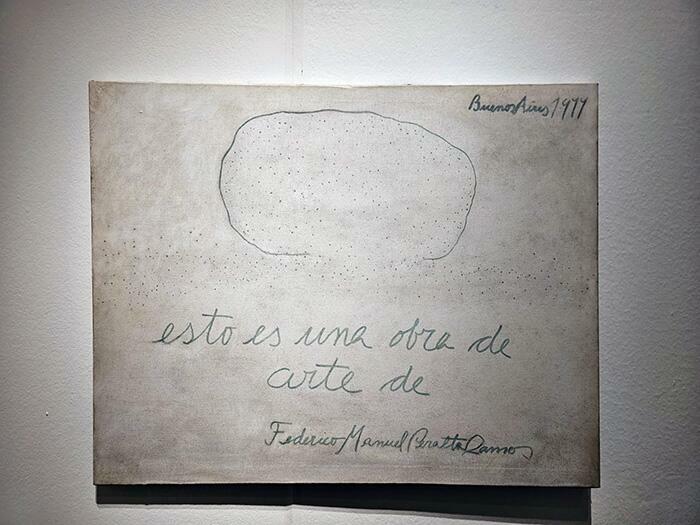 Buenos Aires 1977
esto es una obra de
arte de
Federico Manuel Peralta Ramos